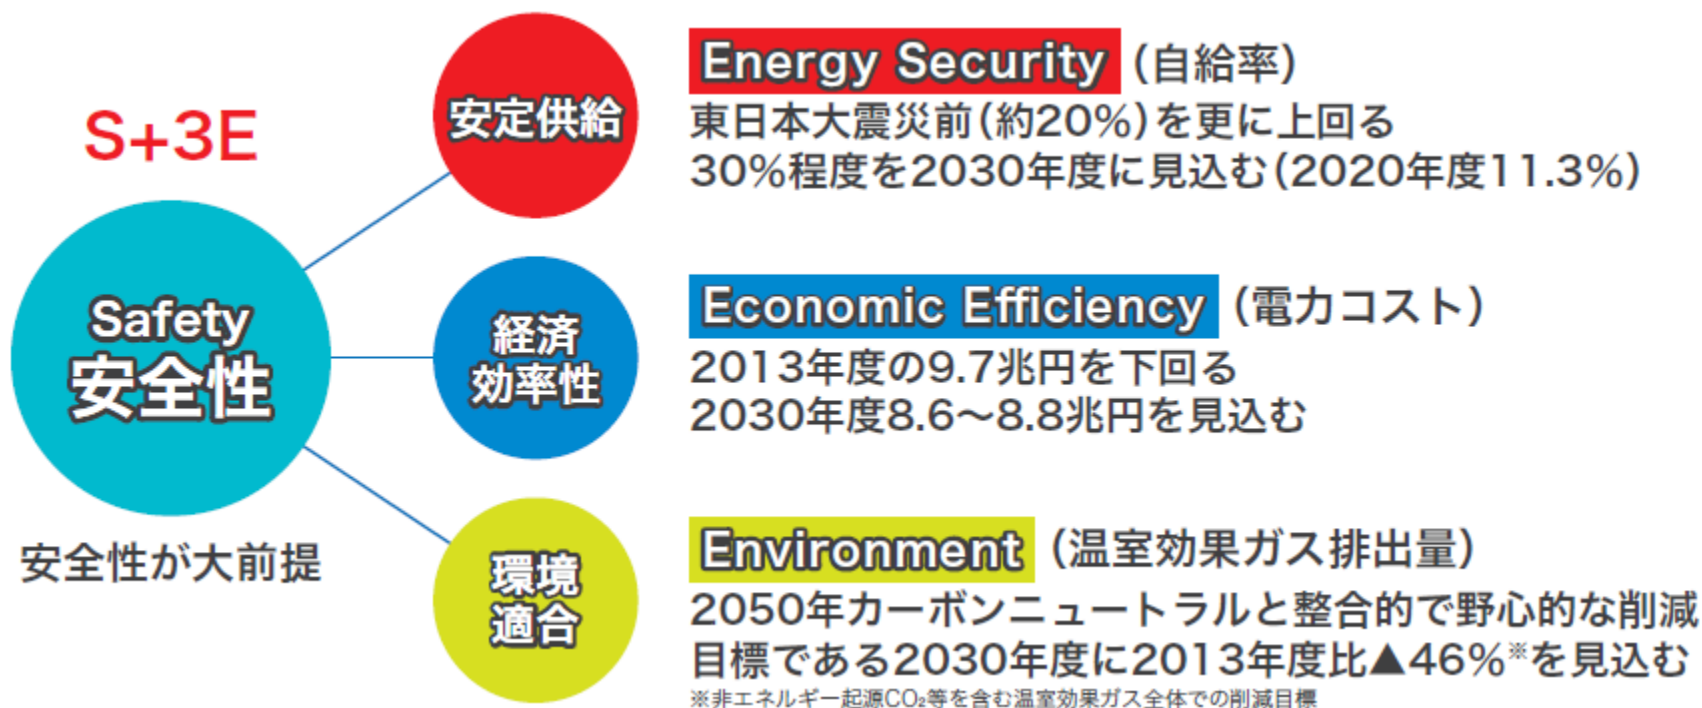 S+3E
Safety
安全性
安全性が大前提
安定供給
Energy Security（自給率）
東日本大震災前（約20％）を更に上回る
30％程度を2030年度に見込む（2020年度11.3％）
経済
効率性
Economic Efficiency（電力コスト）
2013年度の9.7兆円を下回る
2030年度8.6〜8.8兆円を見込む
環境
適合
Environment（温室効果ガス排出量）
2050年カーボンニュートラルと整合的で野心的な削減
目標である2030年度に2013年度比▲46％※を見込む
※非エネルギー起源CO₂等を含む温室効果ガス全体での削減目標